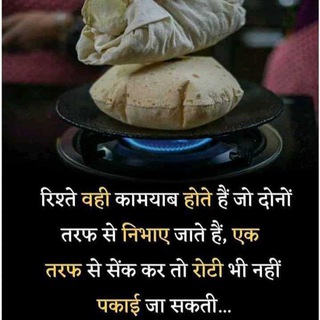 रिश्ते वही कामयाब होते हैं जो दोनों
तरफ से निभाए जाते हैं, एक
तरफ से सेंक कर तो रोटी भी नहीं
पकाई जा सकती...